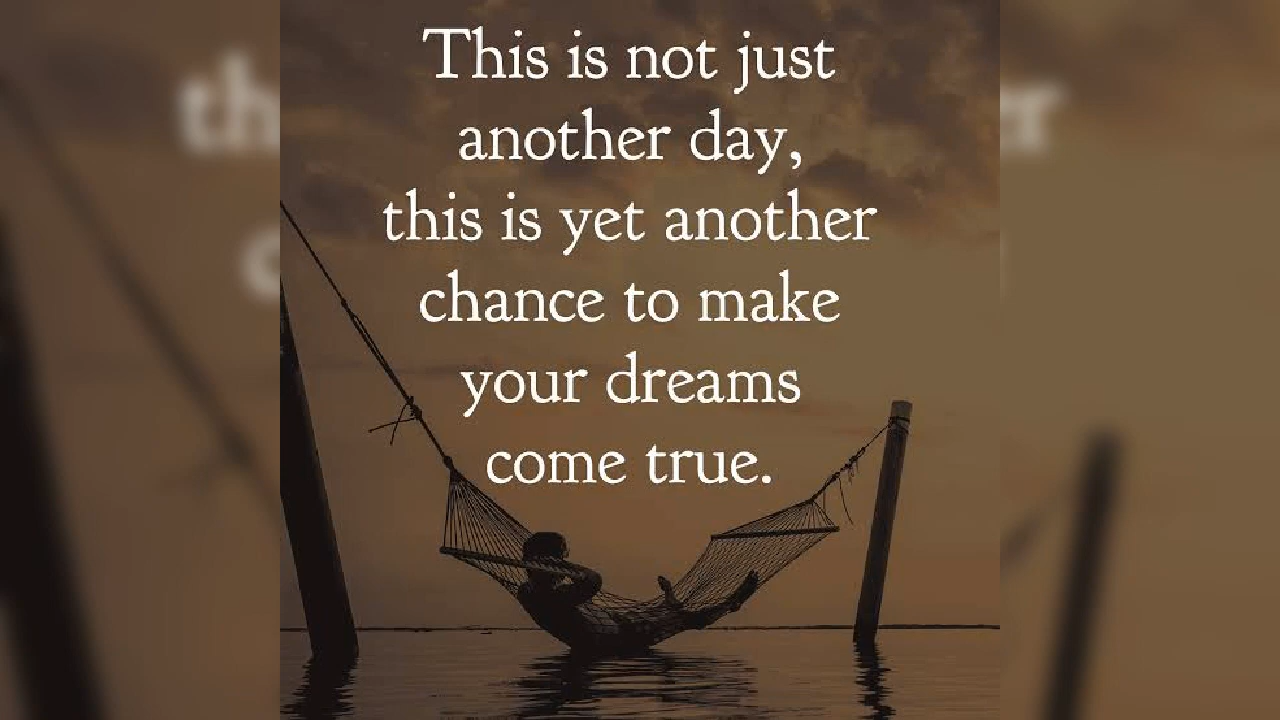 This is not just
another day,
this is yet another
chance to make
your dreams
come true.